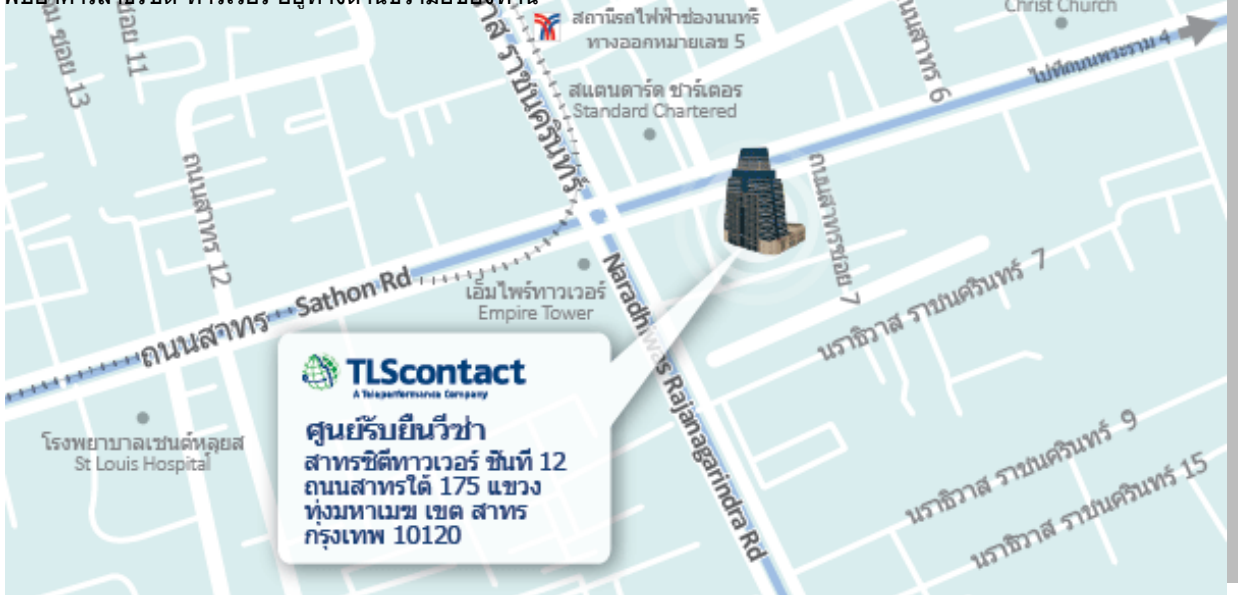 สถานีรถไฟฟ้าช่องนนทรี
ทางออกหมายเลข 5
Christ Church
ไปที่ถนนพระราม 4
ซอย 13
ซอย 11
ถนนสาทร 6
สแตนดาร์ด ชาร์เตอร
Standard Chartered
ถนนสาทร 12
ถนนสาทรซอย 7
นราธิวาส ราชนครินทร์ 7
ถนนสาทร
Sathon Rd
เอ็มไพร์ทาวเวอร์
Empire Tower
Naradhiwas Rajanagarindra Rd
TLScontact
A Teleperformance Company
ศูนย์รับยื่นวีซ่า
สาทรซิตีทาวเวอร์ ชั้นที่ 12
ถนนสาทรใต้ 175 แขวง
ทุ่งมหาเมฆ เขต สาทร
กรุงเทพ 10120
โรงพยาบาลเซนต์หลุยส
St Louis Hospital
นราธิวาส ราชนครินทร์ 9
นราธิวาส ราชนครินทร์ 15